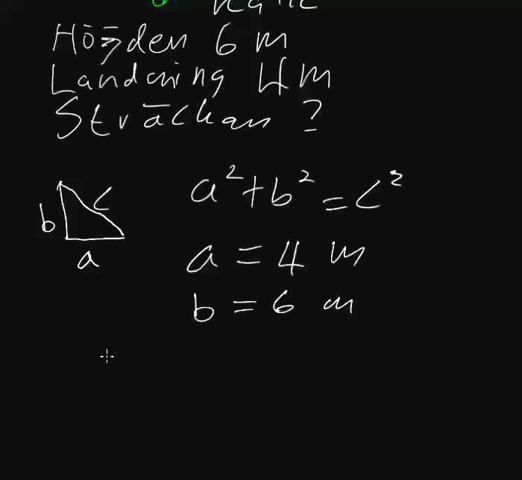 Höjden 6 m
Landning 4 m
Sträckan ?
a² + b² = c²
b c
a
a = 4 m
b = 6 m